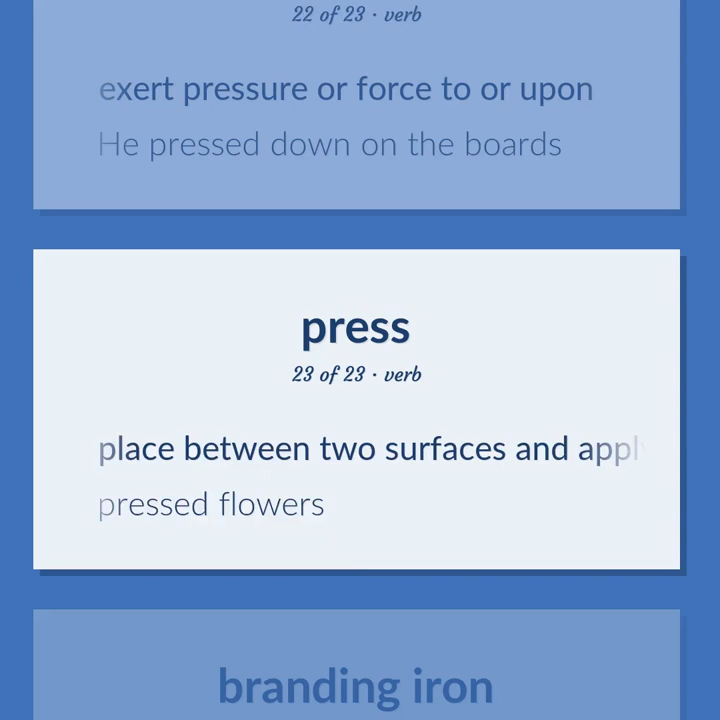 22 of 23 · verb
exert pressure or force to or upon
He pressed down on the boards
press
23 of 23 · verb
place between two surfaces and apply
pressed flowers
branding iron